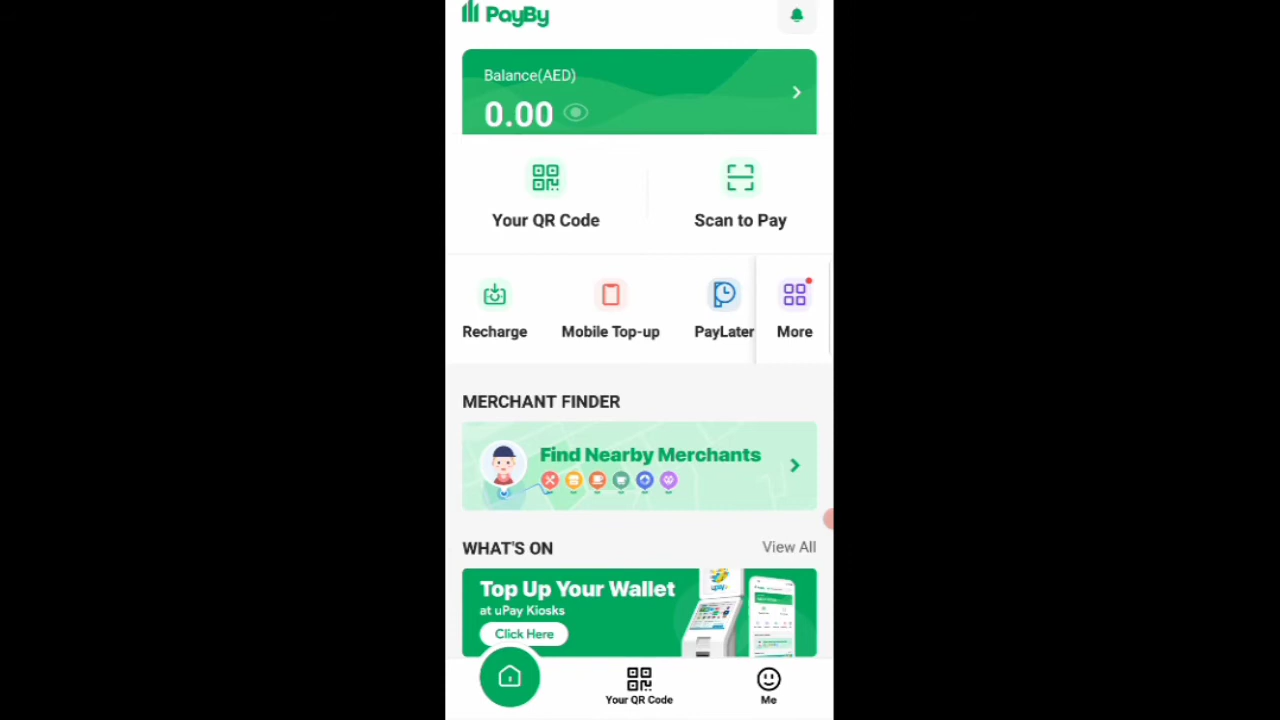 PayBy
Balance(AED)
0.00
Your QR Code
Scan to Pay
Recharge
Mobile Top-up
PayLater
More
MERCHANT FINDER
Find Nearby Merchants
WHAT'S ON
View All
Top Up Your Wallet
at uPay Kiosks
Click Here
upay
Your QR Code
Me